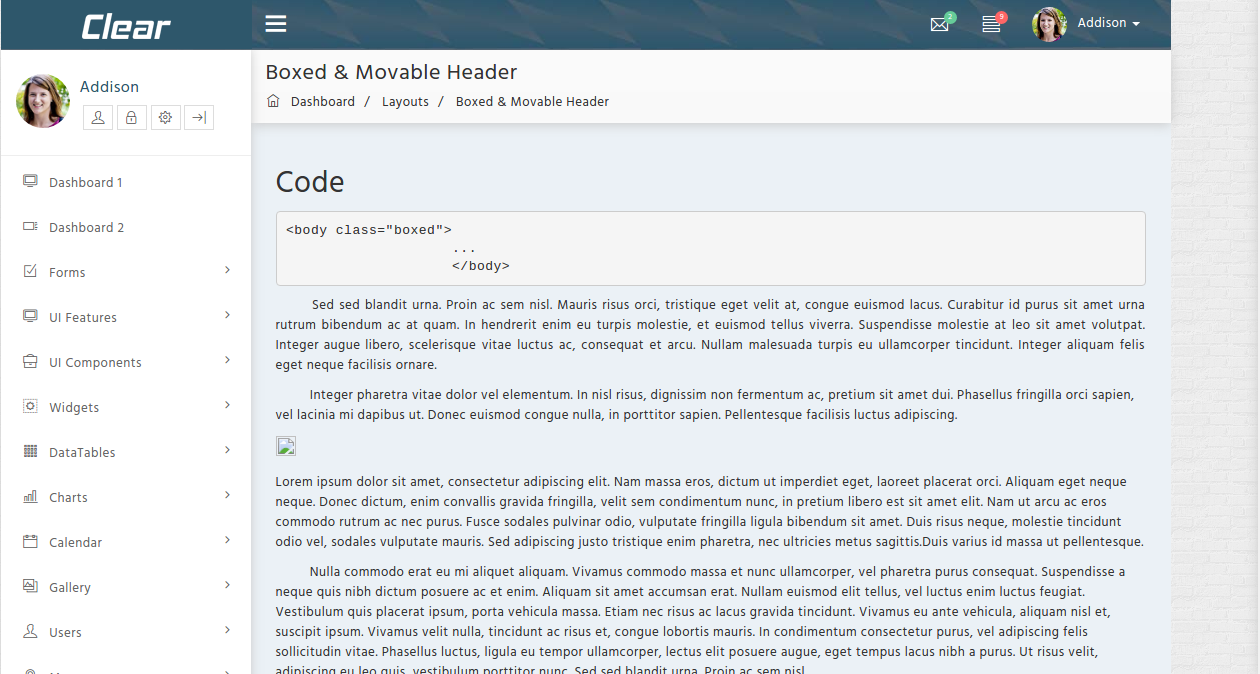 Clear
2
9
Addison
Addison
Boxed & Movable Header
Dashboard / Layouts / Boxed & Movable Header
Dashboard 1
Dashboard 2
Forms
UI Features
UI Components
Widgets
DataTables
Charts
Calendar
Gallery
Users
Code
<body class="boxed">
...
</body>
Sed sed blandit urna. Proin ac sem nisl. Mauris risus orci, tristique eget velit at, congue euismod lacus. Curabitur id purus sit amet urna
rutrum bibendum ac at quam. In hendrerit enim eu turpis molestie, et euismod tellus viverra. Suspendisse molestie at leo sit amet volutpat.
Integer augue libero, scelerisque vitae luctus ac, consequat et arcu. Nullam malesuada turpis eu ullamcorper tincidunt. Integer aliquam felis
eget neque facilisis ornare.
Integer pharetra vitae dolor vel elementum. In nisl risus, dignissim non fermentum ac, pretium sit amet dui. Phasellus fringilla orci sapien,
vel lacinia mi dapibus ut. Donec euismod congue nulla, in porttitor sapien. Pellentesque facilisis luctus adipiscing.
Lorem ipsum dolor sit amet, consectetur adipiscing elit. Nam massa eros, dictum ut imperdiet eget, laoreet placerat orci. Aliquam eget neque
neque. Donec dictum, enim convallis gravida fringilla, velit sem condimentum nunc, in pretium libero est sit amet elit. Nam ut arcu ac eros
commodo rutrum ac nec purus. Fusce sodales pulvinar odio, vulputate fringilla ligula bibendum sit amet. Duis risus neque, molestie tincidunt
odio vel, sodales vulputate mauris. Sed adipiscing justo tristique enim pharetra, nec ultricies metus sagittis.Duis varius id massa ut pellentesque.
Nulla commodo erat eu mi aliquet aliquam. Vivamus commodo massa et nunc ullamcorper, vel pharetra purus consequat. Suspendisse a
neque quis nibh dictum posuere ac et enim. Aliquam sit amet accumsan erat. Nullam euismod elit tellus, vel luctus enim luctus feugiat.
Vestibulum quis placerat ipsum, porta vehicula massa. Etiam nec risus ac lacus gravida tincidunt. Vivamus eu ante vehicula, aliquam nisl et,
suscipit ipsum. Vivamus velit nulla, tincidunt ac risus et, congue lobortis mauris. In condimentum consectetur purus, vel adipiscing felis
sollicitudin vitae. Phasellus luctus, ligula eu tempor ullamcorper, lectus elit posuere augue, eget tempus lacus nibh a purus. Ut risus velit,
adipiscing eu leo quis, vestibulum porttitor nunc. Sed sed blandit urna. Proin ac sem nisl.